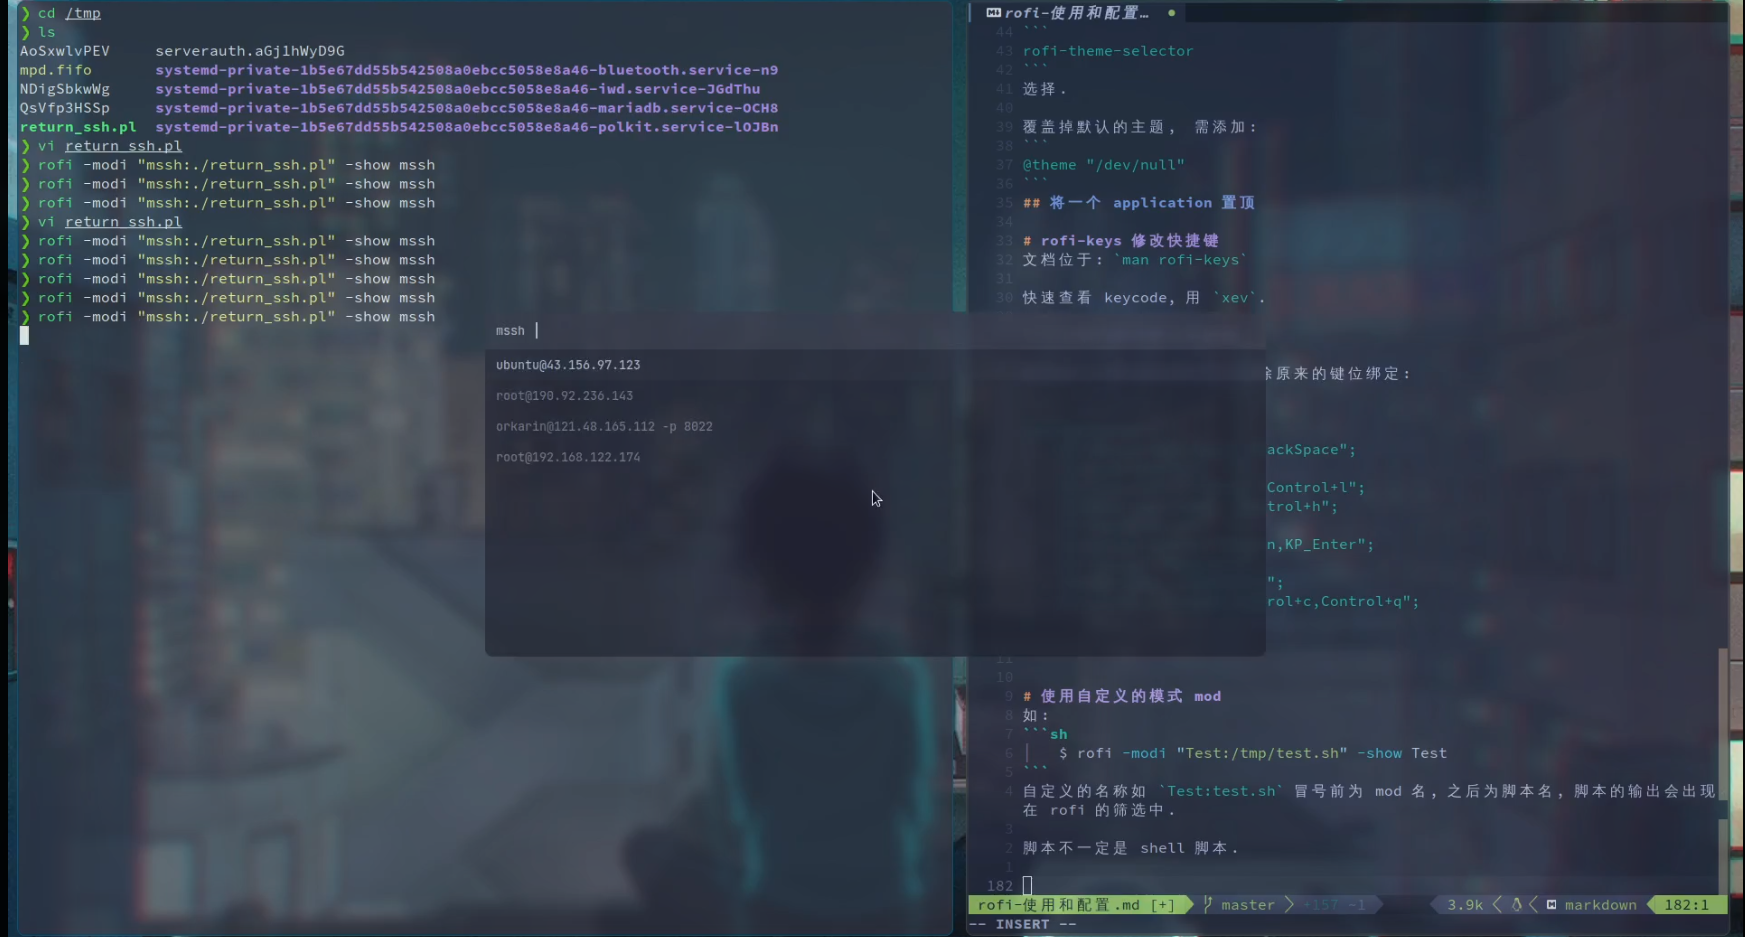 ❯ cd /tmp
❯ ls
AoSxwlvPEV serverauth.aGj1hWyD9G
mpd.fifo systemd-private-1b5e67dd55b542508a0ebcc5058e8a46-bluetooth.service-n9
NDigSbkwWg systemd-private-1b5e67dd55b542508a0ebcc5058e8a46-iwd.service-JGdThu
QsVfp3HSSp systemd-private-1b5e67dd55b542508a0ebcc5058e8a46-mariadb.service-OCH8
return_ssh.pl systemd-private-1b5e67dd55b542508a0ebcc5058e8a46-polkit.service-lOJBn
❯ vi return_ssh.pl
❯ rofi -modi "mssh:./return_ssh.pl" -show mssh
❯ rofi -modi "mssh:./return_ssh.pl" -show mssh
❯ rofi -modi "mssh:./return_ssh.pl" -show mssh
❯ vi return_ssh.pl
❯ rofi -modi "mssh:./return_ssh.pl" -show mssh
❯ rofi -modi "mssh:./return_ssh.pl" -show mssh
❯ rofi -modi "mssh:./return_ssh.pl" -show mssh
❯ rofi -modi "mssh:./return_ssh.pl" -show mssh
❯ rofi -modi "mssh:./return_ssh.pl" -show mssh
mssh
ubuntu@43.156.97.123
root@190.92.236.143
orkarin@121.48.165.112 -p 8022
root@192.168.122.174
rofi-使用和配置… ●
44 ```
43 rofi-theme-selector
42 ```
41 选择.
40
39 覆盖掉默认的主题, 需添加:
38 ```
37 @theme "/dev/null"
36 ```
35 ## 将一个 application 置顶
34
33 # rofi-keys 修改快捷键
32 文档位于: `man rofi-keys`
31
30 快速查看 keycode, 用 `xev`.
原来的键位绑定:
ackSpace";
Control+l";
trol+h";
n,KP_Enter";
";
rol+c,Control+q";
11
10
9 # 使用自定义的模式 mod
8 如:
7 ```sh
6 $ rofi -modi "Test:/tmp/test.sh" -show Test
5 ```
4 自定义的名称如 `Test:test.sh` 冒号前为 mod 名, 之后为脚本名, 脚本的输出会出现
在 rofi 的筛选中.
3
2 脚本不一定是 shell 脚本.
1
182
rofi-使用和配置.md [+] master +157 -1 3.9k markdown 182:1
-- INSERT --